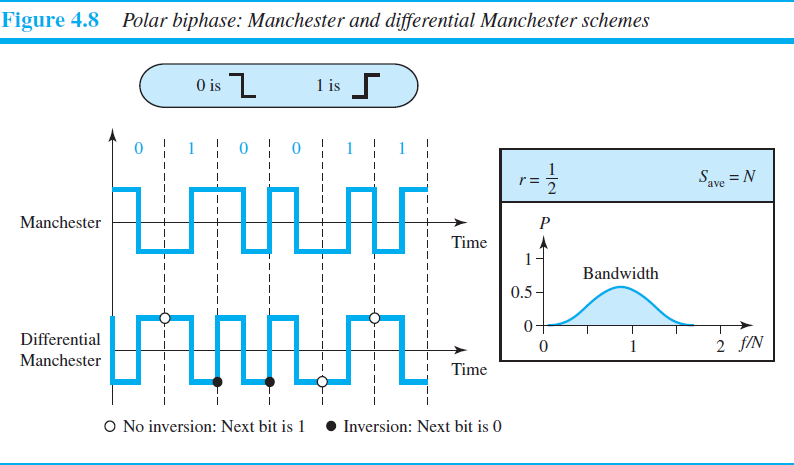 Figure 4.8 Polar biphase: Manchester and differential Manchester schemes
0 is 1 is
0 1 0 0 1 1
Manchester
Time
Differential
Manchester
Time
○ No inversion: Next bit is 1 ● Inversion: Next bit is 0
r = 1/2 Save = N
P
1
Bandwidth
0.5
0
0 1 2 f/N